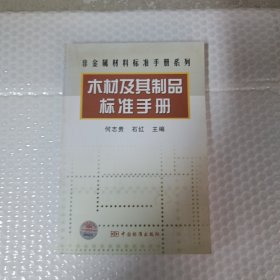 非金属材料标准手册系列
木材及其制品
标准手册
何志贵 石红 主编
中国标准出版社